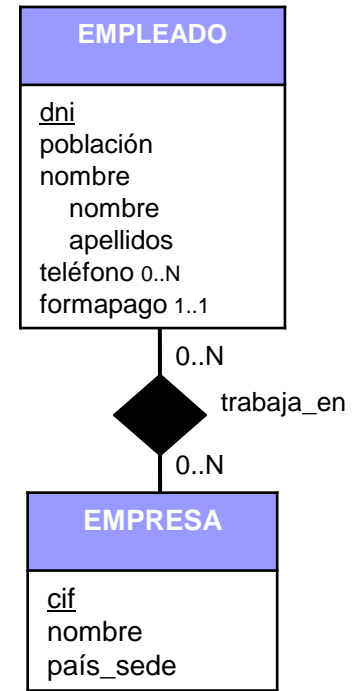 EMPLEADO
dni
población
nombre
nombre
apellidos
teléfono 0..N
formapago 1..1
0..N
trabaja_en
0..N
EMPRESA
cif
nombre
país_sede